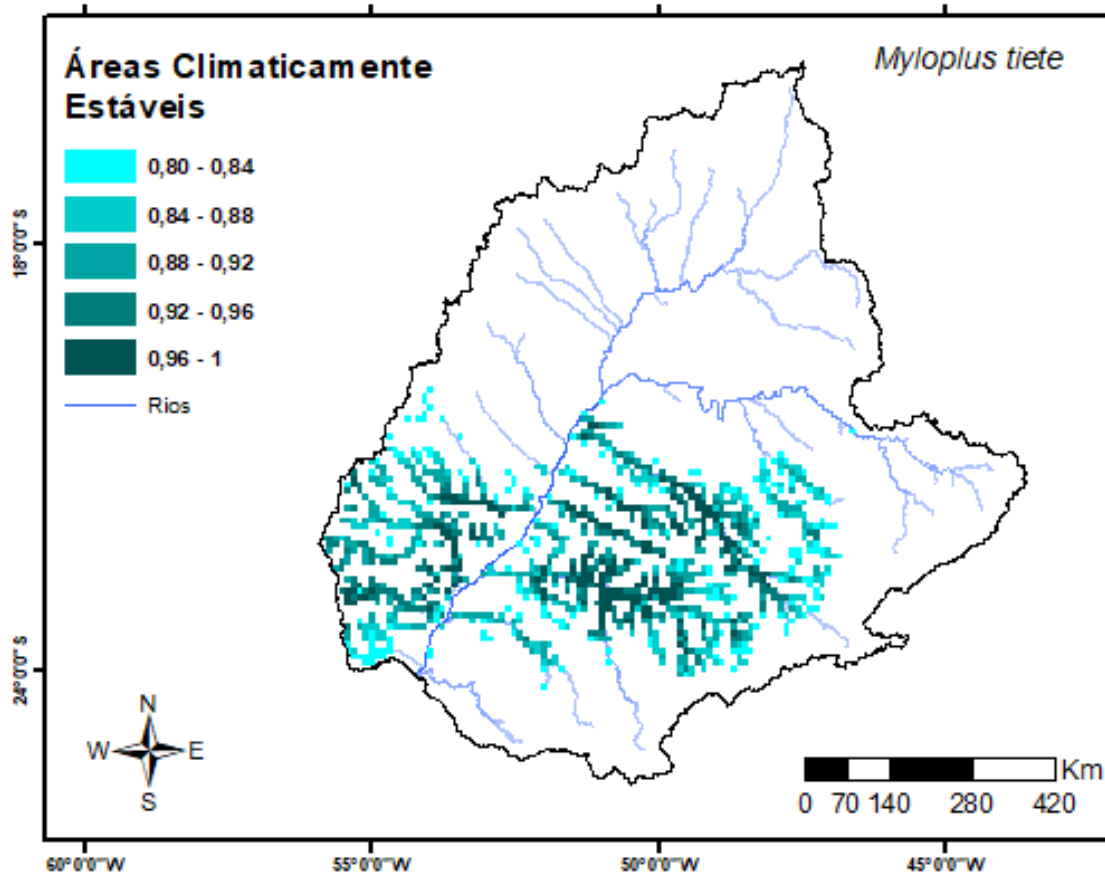 Myloplus tiete
Áreas Climaticamente
Estáveis
0,80 - 0,84
0,84 - 0,88
0,88 - 0,92
0,92 - 0,96
0,96 - 1
Rios
18°0'0"S
24°0'0"S
N
W E
S
Km
0 70 140 280 420
60°0'0"W 55°0'0"W 50°0'0"W 45°0'0"W